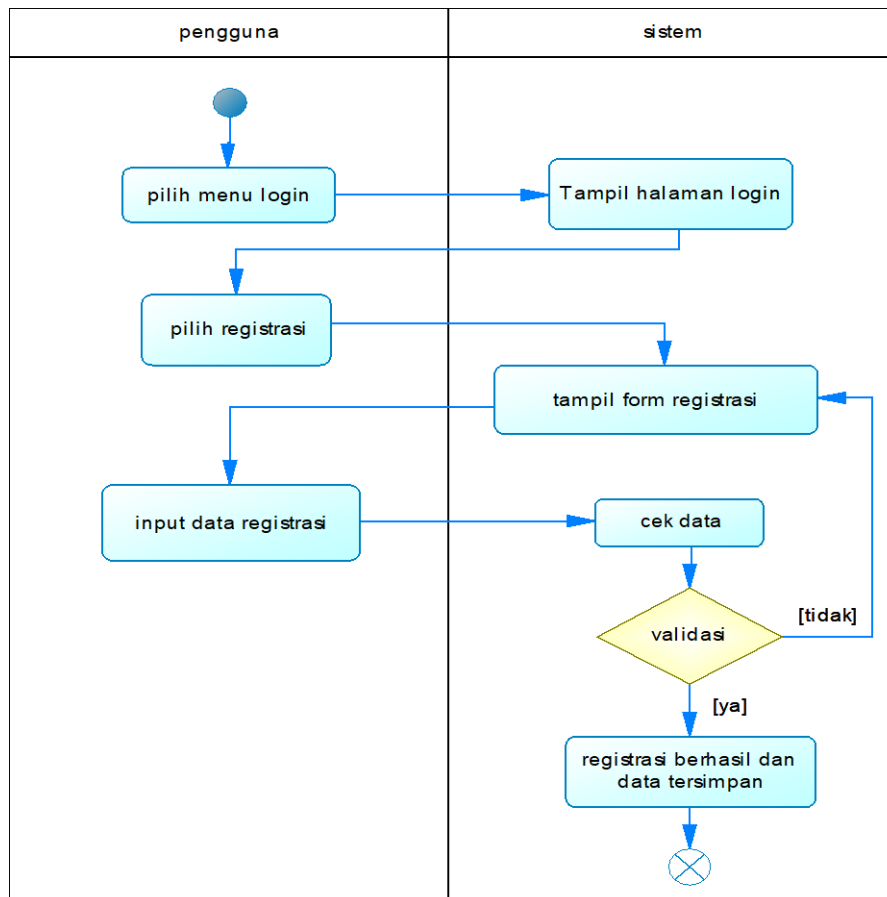 pengguna
sistem
pilih menu login
Tampil halaman login
pilih registrasi
tampil form registrasi
input data registrasi
cek data
validasi
[tidak]
[ya]
registrasi berhasil dan
data tersimpan